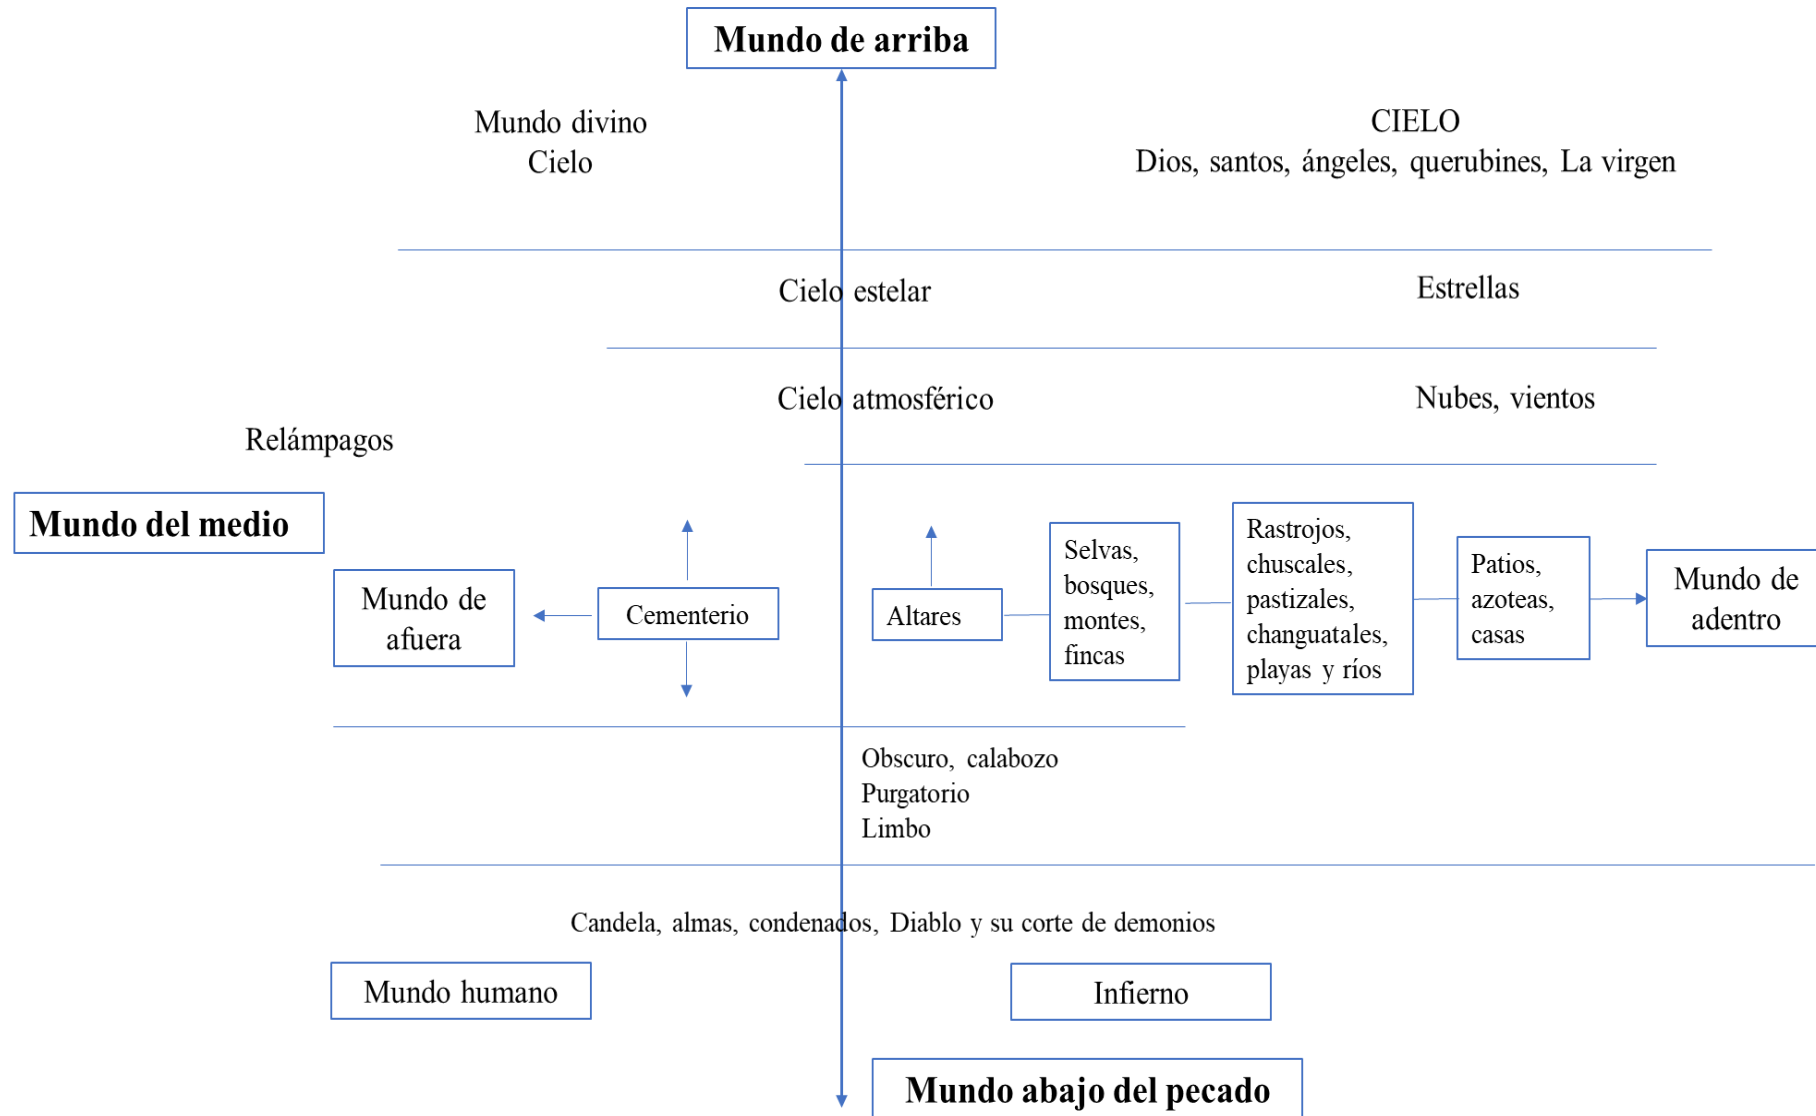 Mundo de arriba
Mundo divino
Cielo
CIELO
Dios, santos, ángeles, querubines, La virgen
Cielo estelar
Estrellas
Cielo atmosférico
Nubes, vientos
Relámpagos
Mundo del medio
Mundo de
afuera
Cementerio
Altares
Selvas,
bosques,
montes,
fincas
Rastrojos,
chuscales,
pastizales,
changuatales,
playas y ríos
Patios,
azoteas,
casas
Mundo de
adentro
Obscuro, calabozo
Purgatorio
Limbo
Candela, almas, condenados, Diablo y su corte de demonios
Mundo humano
Infierno
Mundo abajo del pecado